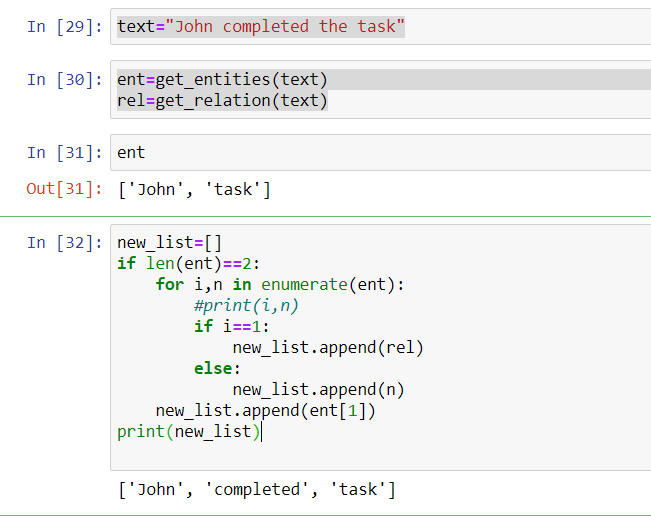 In [29]: text="John completed the task"
In [30]: ent=get_entities(text)
rel=get_relation(text)
In [31]: ent
Out[31]: ['John', 'task']
In [32]: new_list=[]
if len(ent)==2:
    for i,n in enumerate(ent):
        #print(i,n)
        if i==1:
            new_list.append(rel)
        else:
            new_list.append(n)
    new_list.append(ent[1])
print(new_list)
['John', 'completed', 'task']